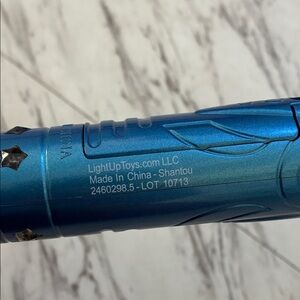 LightUpToys.com LLC
Made In China - Shantou
2460298.5 - LOT 10713